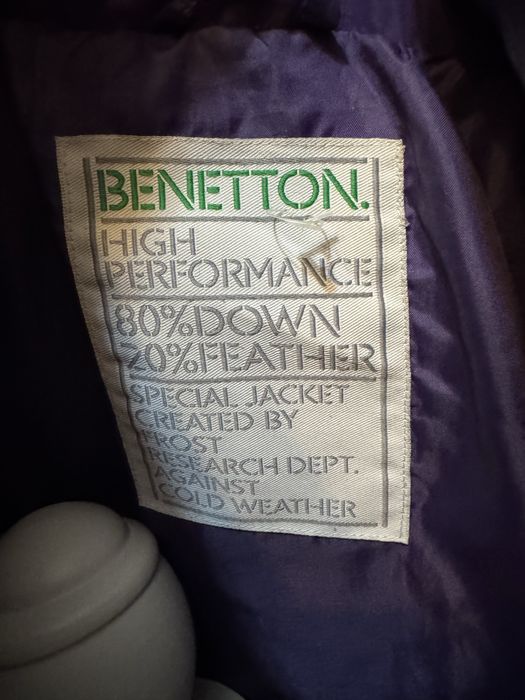 BENETTON.
HIGH
PERFORMANCE
80%DOWN
20%FEATHER
SPECIAL JACKET
CREATED BY
FROST
RESEARCH DEPT.
AGAINST
COLD WEATHER